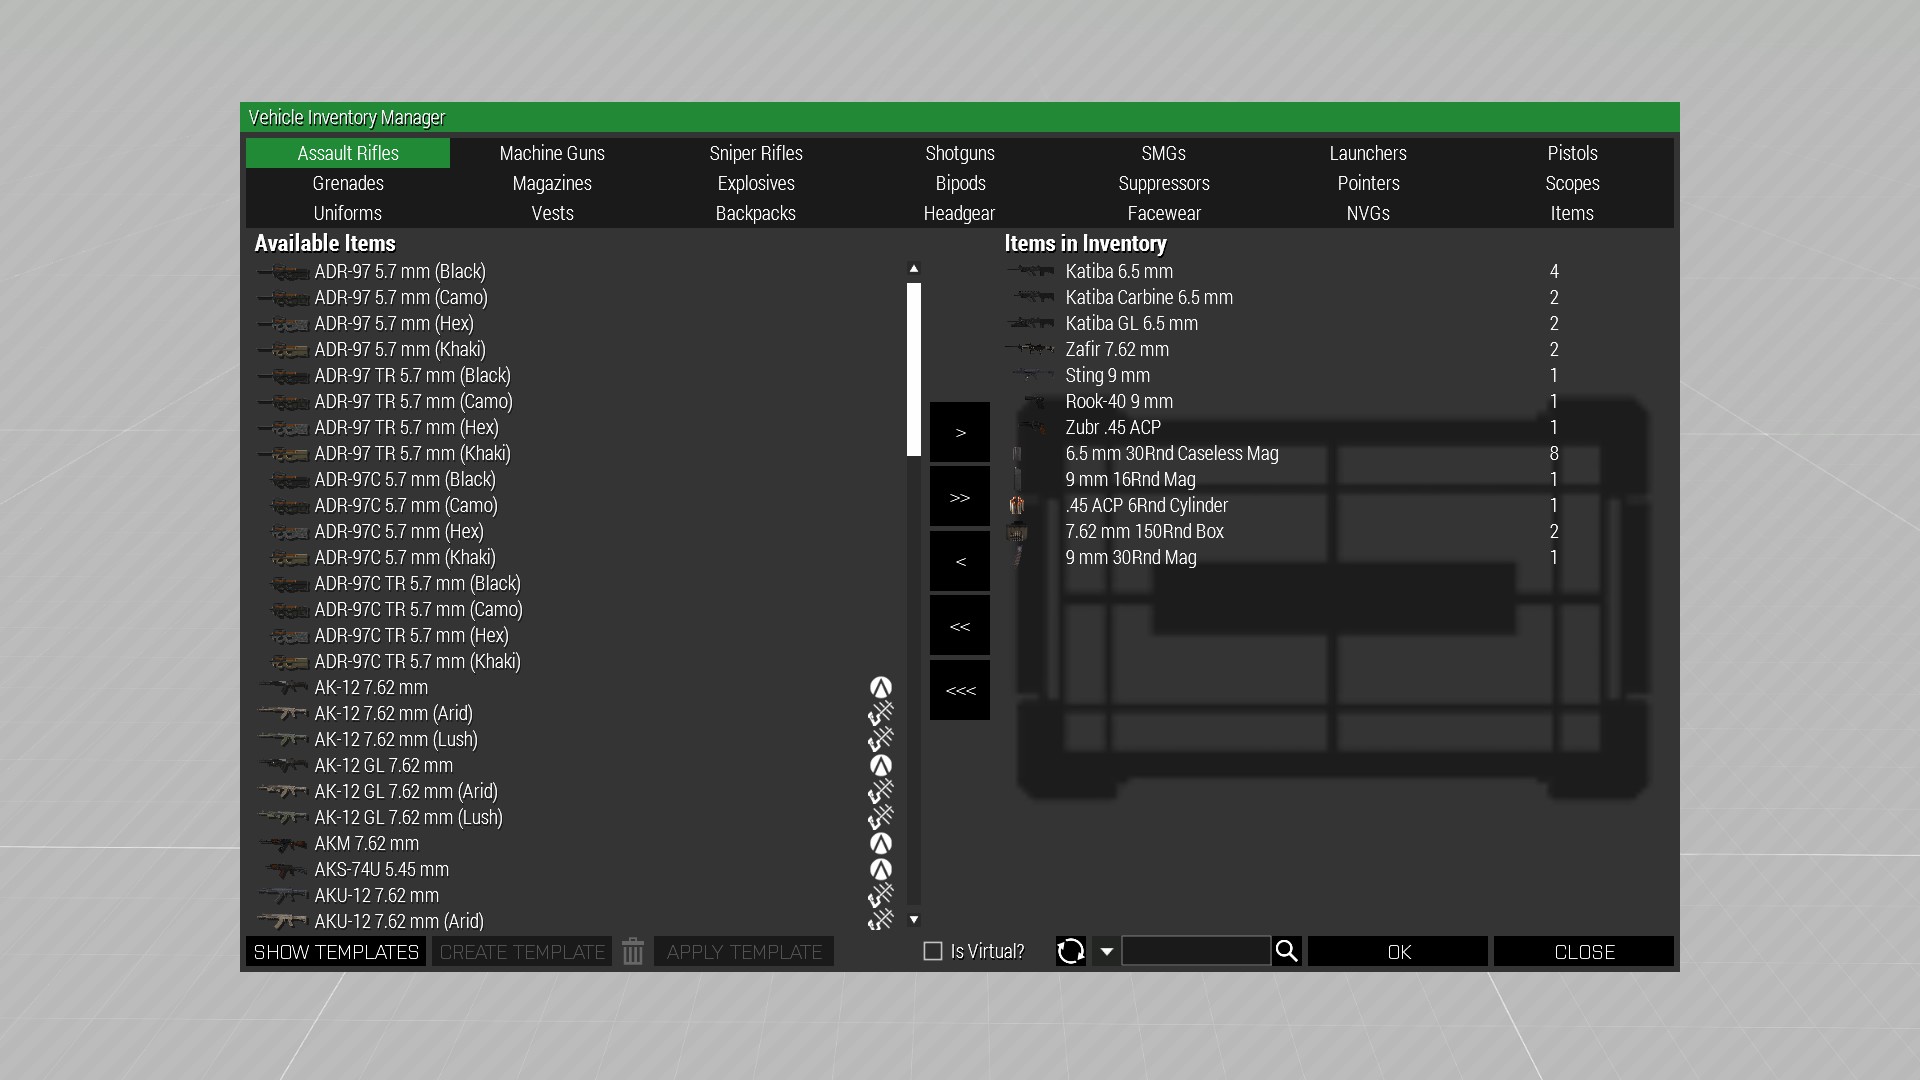 Vehicle Inventory Manager
Assault Rifles Machine Guns Sniper Rifles Shotguns SMGs Launchers Pistols
Grenades Magazines Explosives Bipods Suppressors Pointers Scopes
Uniforms Vests Backpacks Headgear Facewear NVGs Items
Available Items
ADR-97 5.7 mm (Black)
ADR-97 5.7 mm (Camo)
ADR-97 5.7 mm (Hex)
ADR-97 5.7 mm (Khaki)
ADR-97 TR 5.7 mm (Black)
ADR-97 TR 5.7 mm (Camo)
ADR-97 TR 5.7 mm (Hex)
ADR-97 TR 5.7 mm (Khaki)
ADR-97C 5.7 mm (Black)
ADR-97C 5.7 mm (Camo)
ADR-97C 5.7 mm (Hex)
ADR-97C 5.7 mm (Khaki)
ADR-97C TR 5.7 mm (Black)
ADR-97C TR 5.7 mm (Camo)
ADR-97C TR 5.7 mm (Hex)
ADR-97C TR 5.7 mm (Khaki)
AK-12 7.62 mm
AK-12 7.62 mm (Arid)
AK-12 7.62 mm (Lush)
AK-12 GL 7.62 mm
AK-12 GL 7.62 mm (Arid)
AK-12 GL 7.62 mm (Lush)
AKM 7.62 mm
AKS-74U 5.45 mm
AKU-12 7.62 mm
AKU-12 7.62 mm (Arid)
>
>>
<
<<
<<<
Items in Inventory
Katiba 6.5 mm 4
Katiba Carbine 6.5 mm 2
Katiba GL 6.5 mm 2
Zafir 7.62 mm 2
Sting 9 mm 1
Rook-40 9 mm 1
Zubr .45 ACP 1
6.5 mm 30Rnd Caseless Mag 8
9 mm 16Rnd Mag 1
.45 ACP 6Rnd Cylinder 1
7.62 mm 150Rnd Box 2
9 mm 30Rnd Mag 1
SHOW TEMPLATES CREATE TEMPLATE APPLY TEMPLATE Is Virtual? OK CLOSE